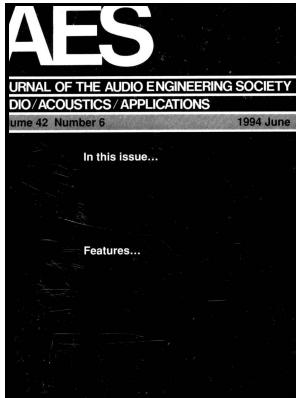 AES
URNAL OF THE AUDIO ENGINEERING SOCIETY
DIO/ACOUSTICS/APPLICATIONS
ume 42 Number 6 1994 June
In this issue...
Features...